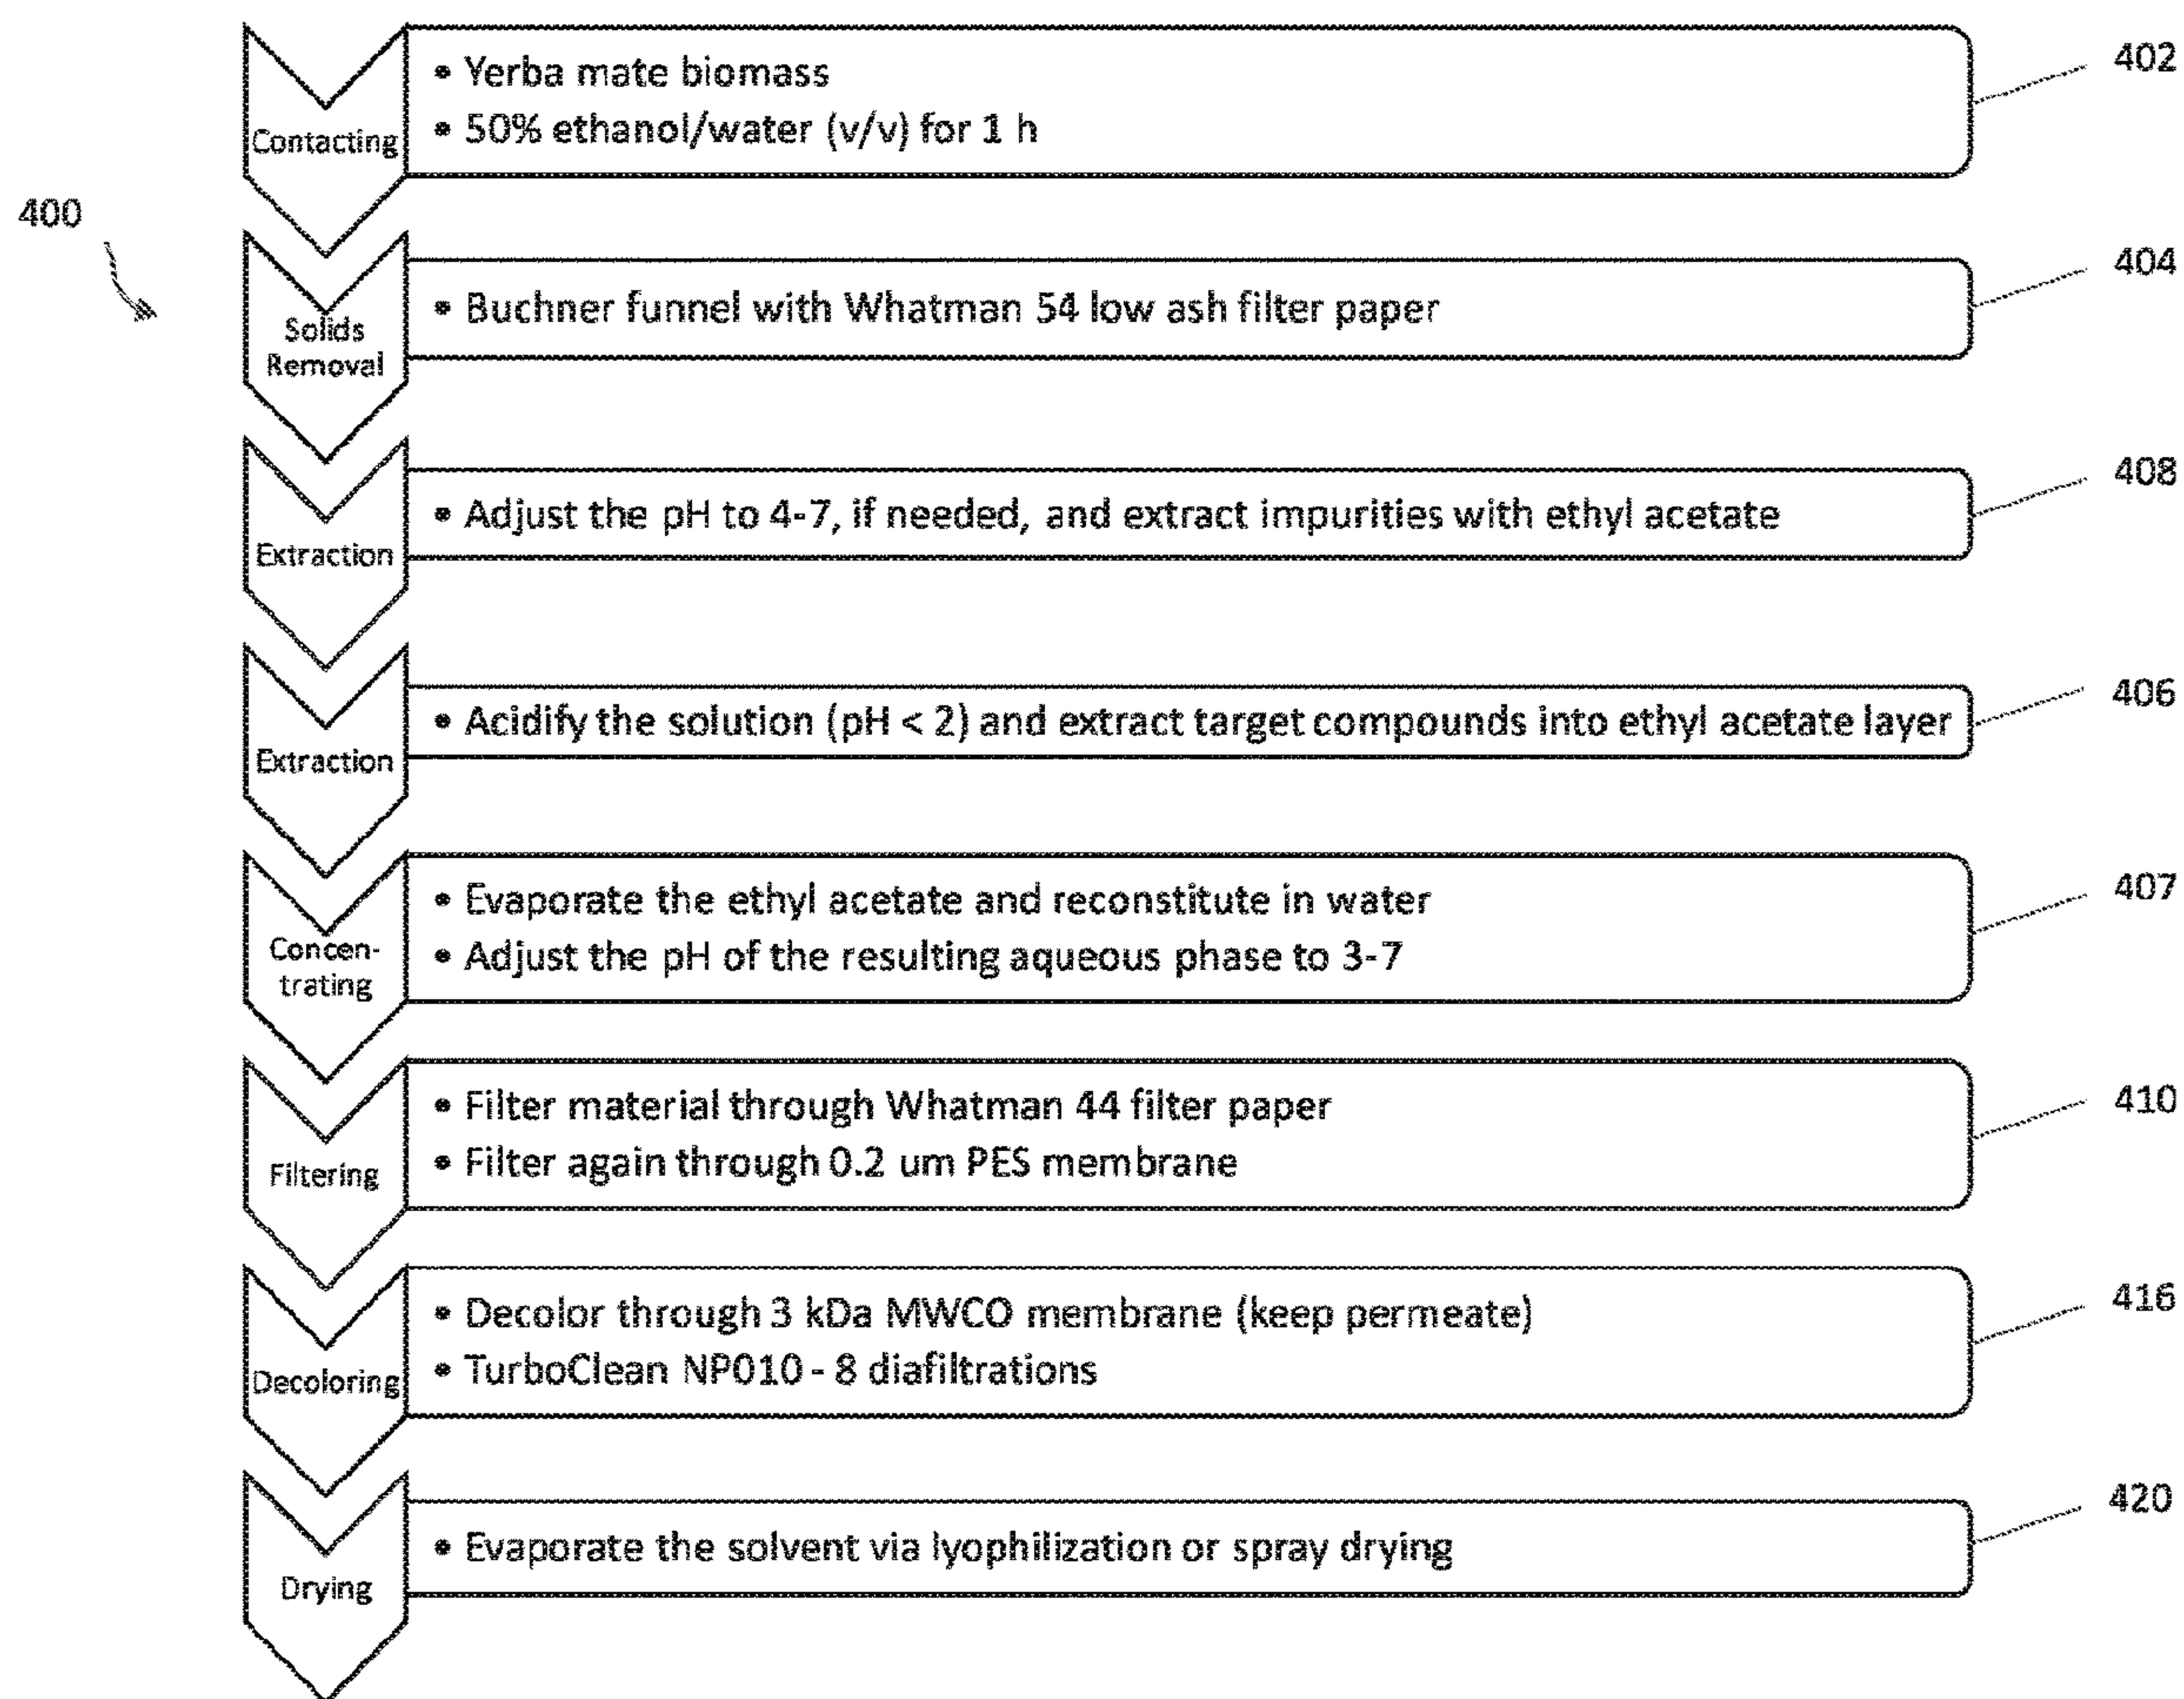 Contacting
• Yerba mate biomass
• 50% ethanol/water (v/v) for 1 h
402
400
Solids
Removal
• Buchner funnel with Whatman 54 low ash filter paper
404
Extraction
• Adjust the pH to 4-7, if needed, and extract impurities with ethyl acetate
408
Extraction
• Acidify the solution (pH < 2) and extract target compounds into ethyl acetate layer
406
Concen-
trating
• Evaporate the ethyl acetate and reconstitute in water
• Adjust the pH of the resulting aqueous phase to 3-7
407
Filtering
• Filter material through Whatman 44 filter paper
• Filter again through 0.2 um PES membrane
410
Decoloring
• Decolor through 3 kDa MWCO membrane (keep permeate)
• TurboClean NP010 - 8 diafiltrations
416
Drying
• Evaporate the solvent via lyophilization or spray drying
420